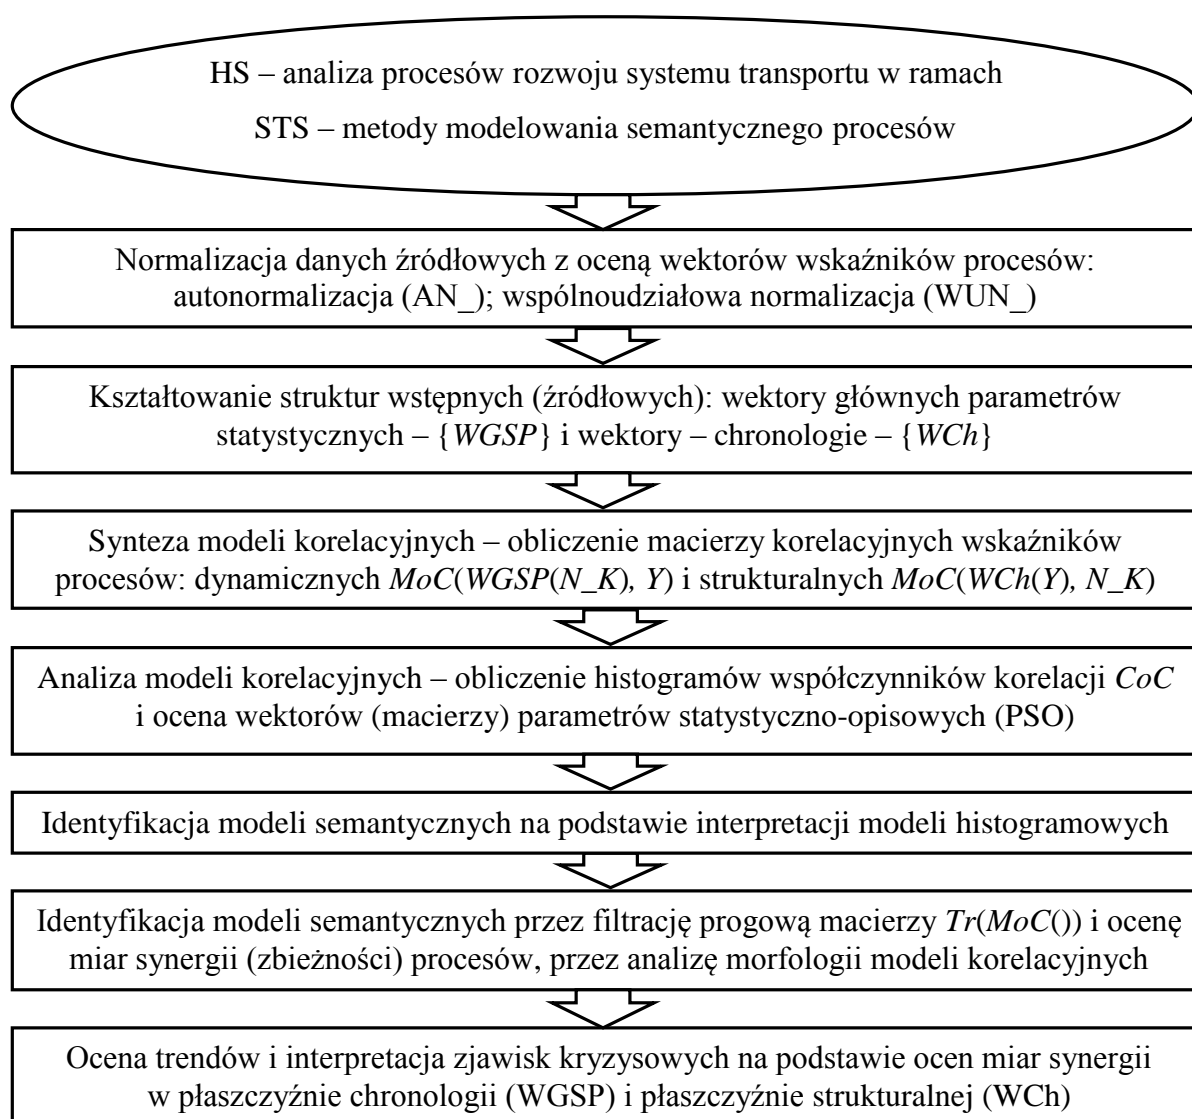 HS – analiza procesów rozwoju systemu transportu w ramach
STS – metody modelowania semantycznego procesów
Normalizacja danych źródłowych z oceną wektorów wskaźników procesów:
autonormalizacja (AN_); wspólnoudziałowa normalizacja (WUN_)
Kształtowanie struktur wstępnych (źródłowych): wektory głównych parametrów
statystycznych – {WGSP} i wektory – chronologie – {WCh}
Synteza modeli korelacyjnych – obliczenie macierzy korelacyjnych wskaźników
procesów: dynamicznych MoC(WGSP(N_K), Y) i strukturalnych MoC(WCh(Y), N_K)
Analiza modeli korelacyjnych – obliczenie histogramów współczynników korelacji CoC
i ocena wektorów (macierzy) parametrów statystyczno-opisowych (PSO)
Identyfikacja modeli semantycznych na podstawie interpretacji modeli histogramowych
Identyfikacja modeli semantycznych przez filtrację progową macierzy Tr(MoC()) i ocenę
miar synergii (zbieżności) procesów, przez analizę morfologii modeli korelacyjnych
Ocena trendów i interpretacja zjawisk kryzysowych na podstawie ocen miar synergii
w płaszczyźnie chronologii (WGSP) i płaszczyźnie strukturalnej (WCh)